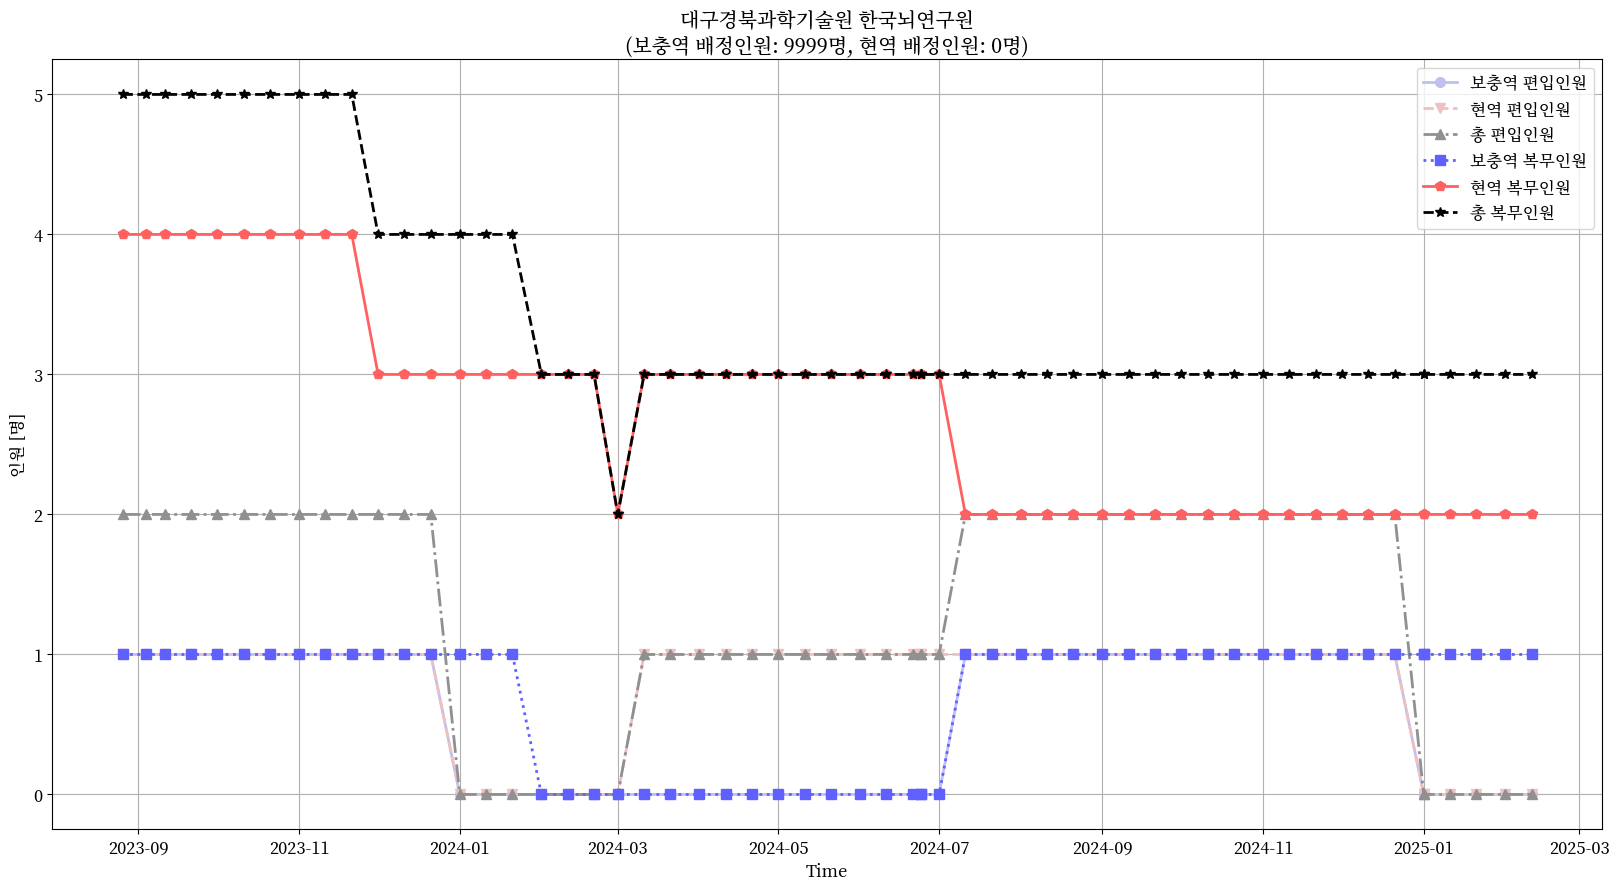 대구경북과학기술원 한국뇌연구원
(보충역 배정인원: 9999명, 현역 배정인원: 0명)
보충역 편입인원
현역 편입인원
총 편입인원
보충역 복무인원
현역 복무인원
총 복무인원
인원 [명]
5
4
3
2
1
0
2023-09
2023-11
2024-01
2024-03
2024-05
2024-07
2024-09
2024-11
2025-01
2025-03
Time